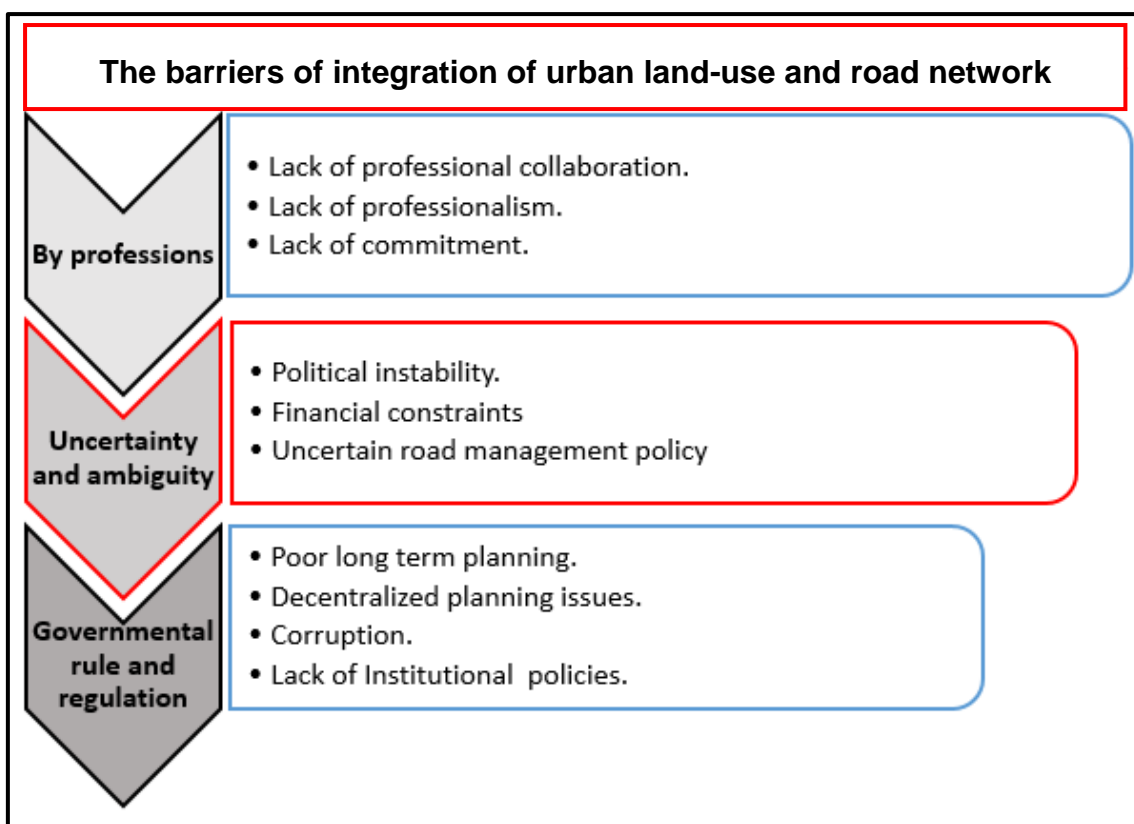 The barriers of integration of urban land-use and road network
By professions
• Lack of professional collaboration.
• Lack of professionalism.
• Lack of commitment.
Uncertainty
and ambiguity
• Political instability.
• Financial constraints
• Uncertain road management policy
Governmental
rule and
regulation
• Poor long term planning.
• Decentralized planning issues.
• Corruption.
• Lack of Institutional  policies.